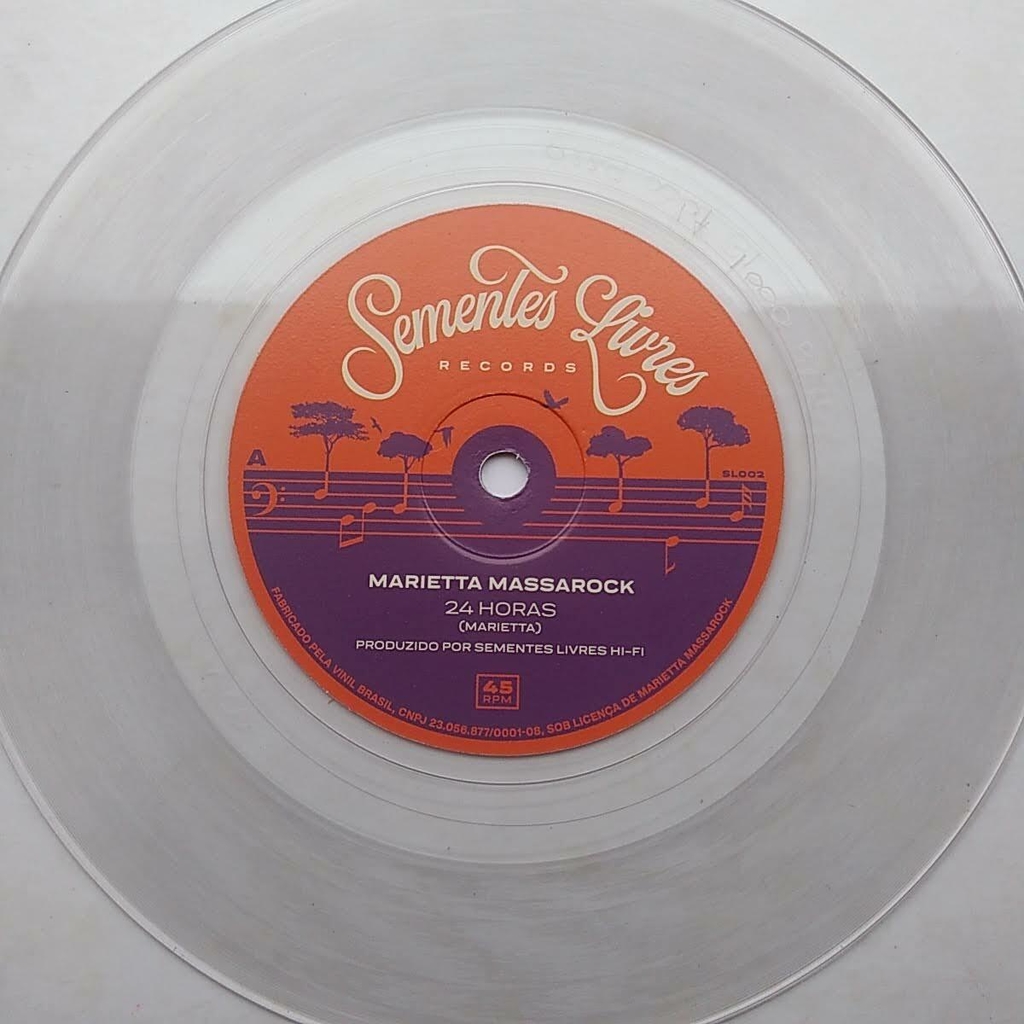 Sementes Livres
RECORDS
A
SL002
MARIETTA MASSAROCK
24 HORAS
(MARIETTA)
PRODUZIDO POR SEMENTES LIVRES HI-FI
45
RPM
FABRICADO PELA VINIL BRASIL, CNPJ 23.056.877/0001-08, SOB LICENÇA DE MARIETTA MASSAROCK